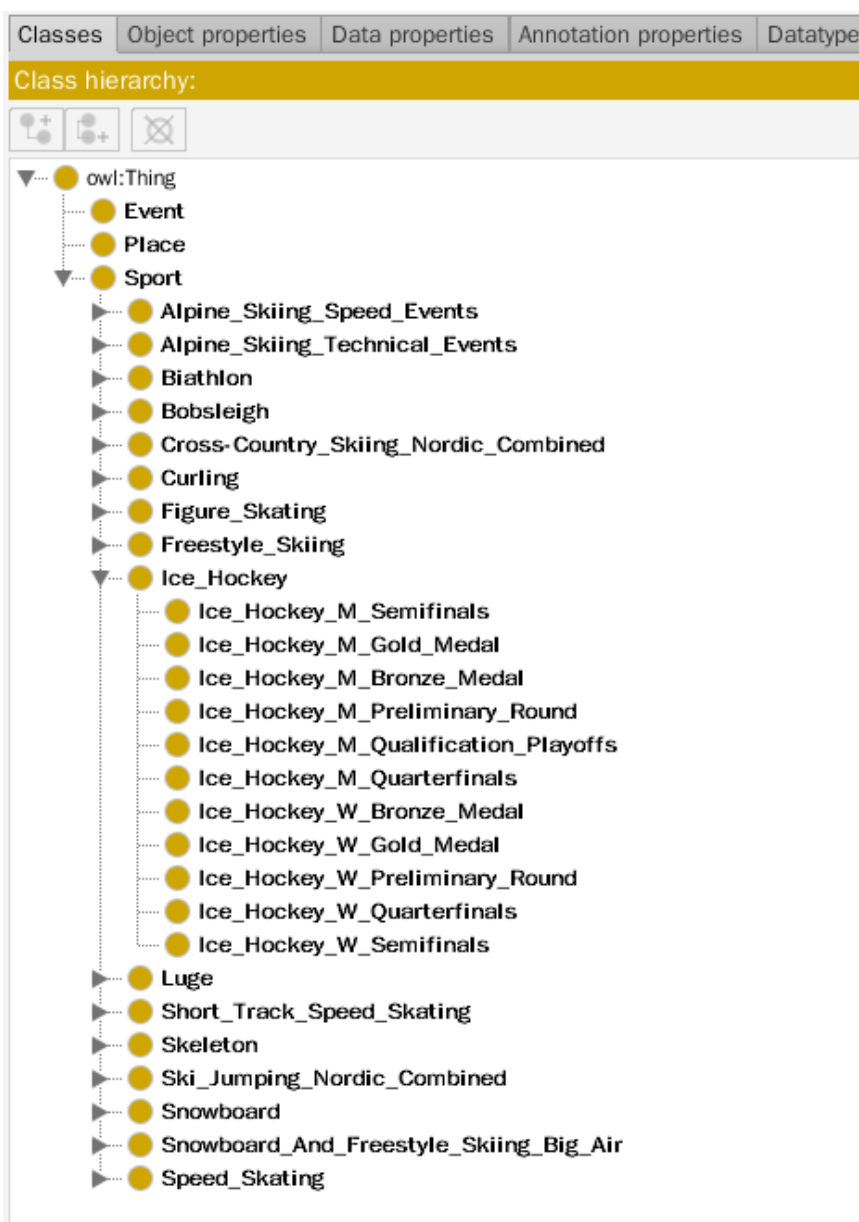 Classes Object properties Data properties Annotation properties Datatype
Class hierarchy:
owl:Thing
Event
Place
Sport
Alpine_Skiing_Speed_Events
Alpine_Skiing_Technical_Events
Biathlon
Bobsleigh
Cross-Country_Skiing_Nordic_Combined
Curling
Figure_Skating
Freestyle_Skiing
Ice_Hockey
Ice_Hockey_M_Semifinals
Ice_Hockey_M_Gold_Medal
Ice_Hockey_M_Bronze_Medal
Ice_Hockey_M_Preliminary_Round
Ice_Hockey_M_Qualification_Playoffs
Ice_Hockey_M_Quarterfinals
Ice_Hockey_W_Bronze_Medal
Ice_Hockey_W_Gold_Medal
Ice_Hockey_W_Preliminary_Round
Ice_Hockey_W_Quarterfinals
Ice_Hockey_W_Semifinals
Luge
Short_Track_Speed_Skating
Skeleton
Ski_Jumping_Nordic_Combined
Snowboard
Snowboard_And_Freestyle_Skiing_Big_Air
Speed_Skating